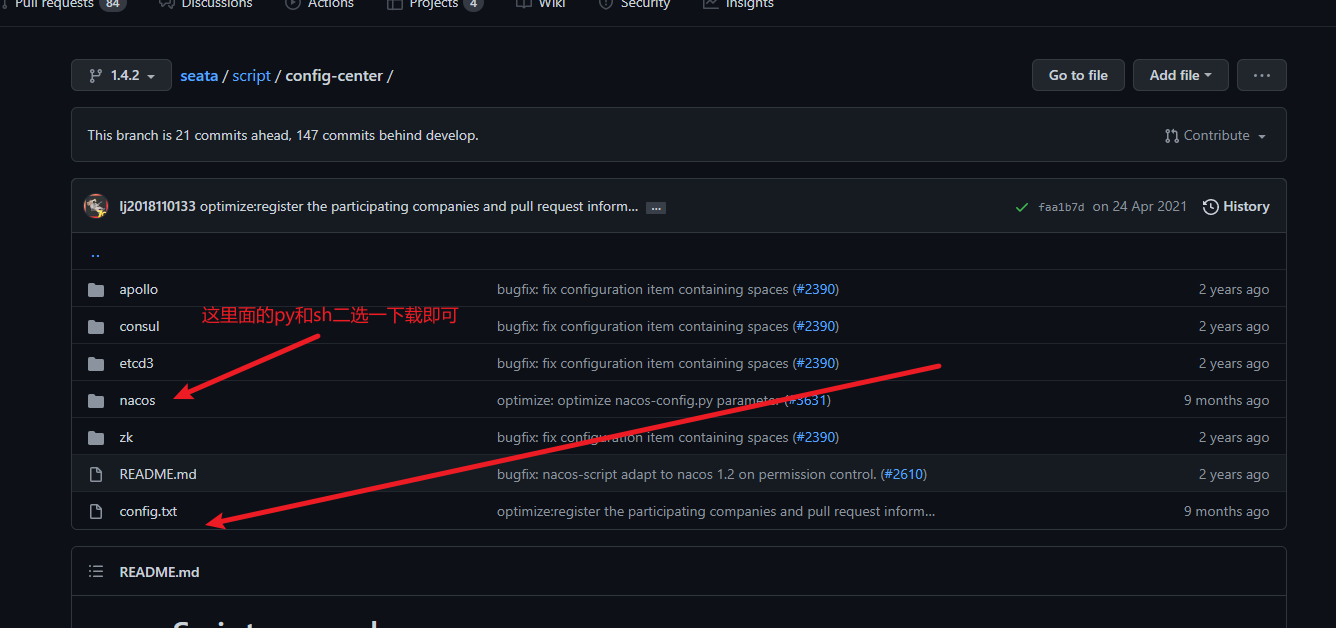 Pull requests 84 Discussions Actions Projects 4 Wiki Security Insights
1.4.2 seata / script / config-center / Go to file Add file ...
This branch is 21 commits ahead, 147 commits behind develop. Contribute
lj2018110133 optimize:register the participating companies and pull request inform... ... faa1b7d on 24 Apr 2021 History
..
apollo bugfix: fix configuration item containing spaces (#2390) 2 years ago
这里面的py和sh二选一下载即可
consul bugfix: fix configuration item containing spaces (#2390) 2 years ago
etcd3 bugfix: fix configuration item containing spaces (#2390) 2 years ago
nacos optimize: optimize nacos-config.py parameter (#3631) 9 months ago
zk bugfix: fix configuration item containing spaces (#2390) 2 years ago
README.md bugfix: nacos-script adapt to nacos 1.2 on permission control. (#2610) 2 years ago
config.txt optimize:register the participating companies and pull request inform... 9 months ago
README.md